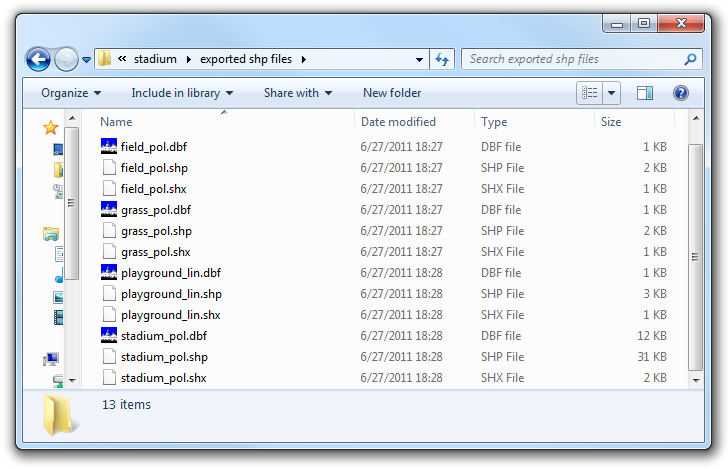 « stadium ▸ exported shp files ▸ Search exported shp files
Organize Include in library Share with New folder
Name Date modified Type Size
field_pol.dbf 6/27/2011 18:27 DBF file 1 KB
field_pol.shp 6/27/2011 18:27 SHP File 2 KB
field_pol.shx 6/27/2011 18:27 SHX File 1 KB
grass_pol.dbf 6/27/2011 18:27 DBF file 1 KB
grass_pol.shp 6/27/2011 18:27 SHP File 2 KB
grass_pol.shx 6/27/2011 18:27 SHX File 1 KB
playground_lin.dbf 6/27/2011 18:28 DBF file 1 KB
playground_lin.shp 6/27/2011 18:28 SHP File 3 KB
playground_lin.shx 6/27/2011 18:28 SHX File 1 KB
stadium_pol.dbf 6/27/2011 18:28 DBF file 12 KB
stadium_pol.shp 6/27/2011 18:28 SHP File 31 KB
stadium_pol.shx 6/27/2011 18:28 SHX File 2 KB
13 items